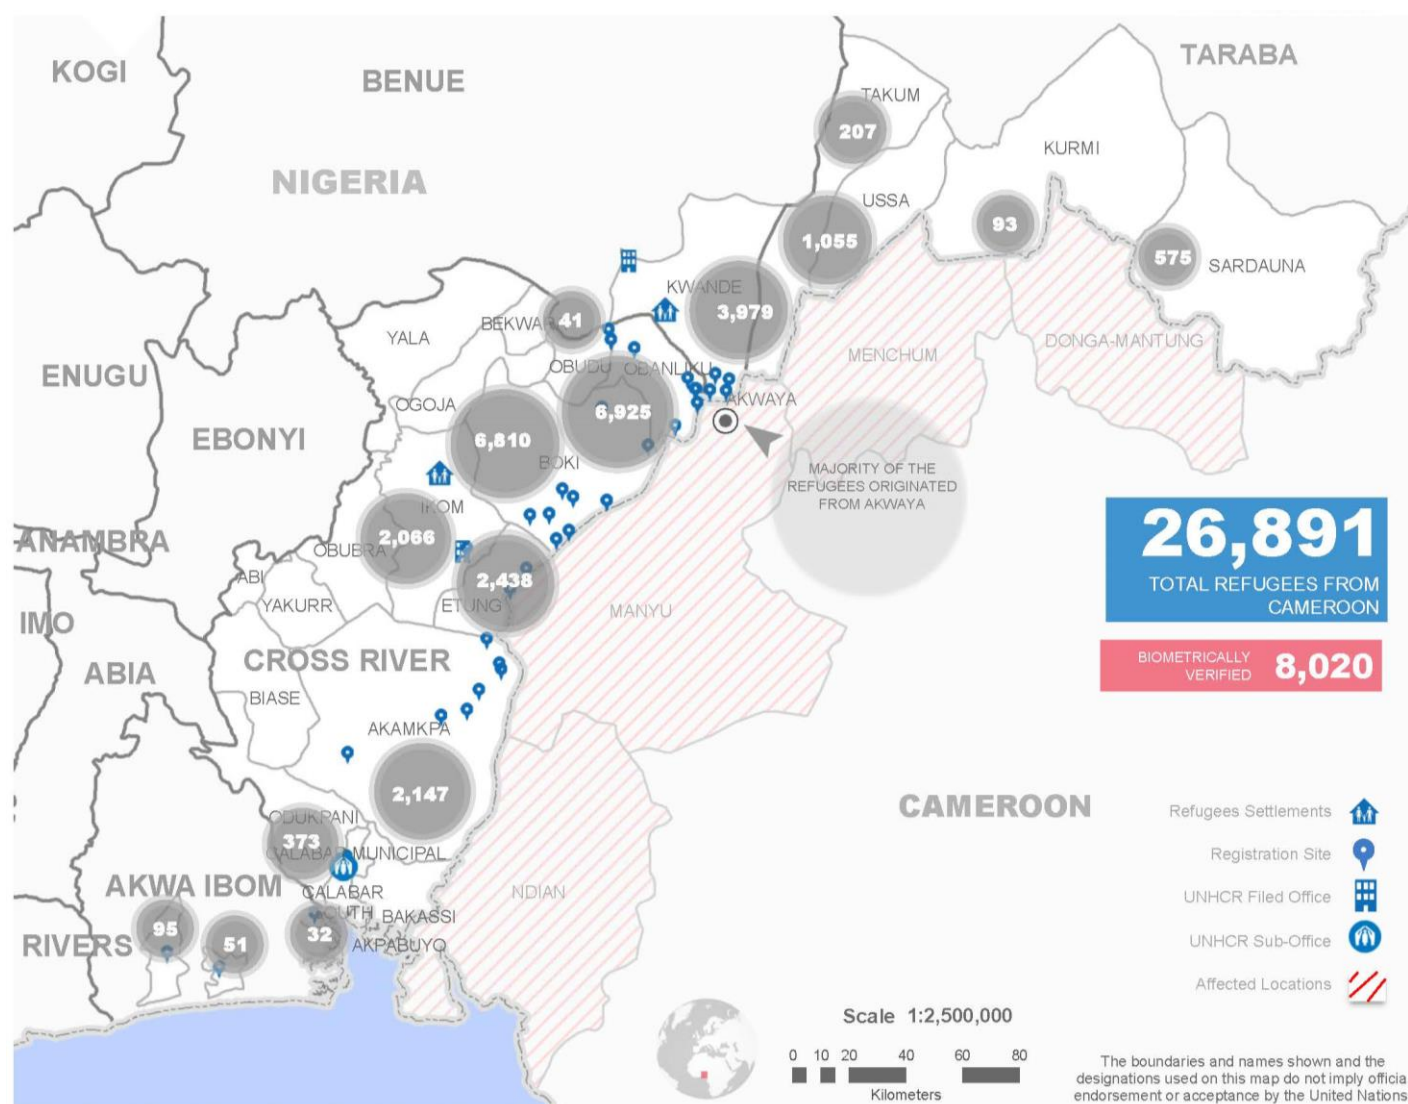 KOGI
BENUE
TARABA
TAKUM
207
KURMI
NIGERIA
USSA
93
1,055
575
SARDAUNA
KWANDE
3,979
41
YALA
MENCHUM
DONGA-MANTUNG
OBUDU
OBANLIKU
ENUGU
AKWAYA
OGOJA
6,925
EBONYI
6,810
BOKI
MAJORITY OF THE
REFUGEES ORIGINATED
FROM AKWAYA
IKOM
26,891
TOTAL REFUGEES FROM
CAMEROON
2,066
ANAMBRA
OBUBRA
ABI
2,438
YAKURR
ETUNG
MANYU
IMO
CROSS RIVER
ABIA
BIOMETRICALLY
VERIFIED
8,020
BIASE
AKAMKPA
2,147
CAMEROON
ODUKPANI
373
CALABAR MUNICIPAL
Refugees Settlements
Registration Site
UNHCR Filed Office
UNHCR Sub-Office
Affected Locations
AKWA IBOM
CALABAR
SOUTH
NDIAN
BAKASSI
95
51
32
AKPABUYO
RIVERS
Scale 1:2,500,000
0 10 20 40 60 80
Kilometers
The boundaries and names shown and the
designations used on this map do not imply officia
endorsement or acceptance by the United Nations